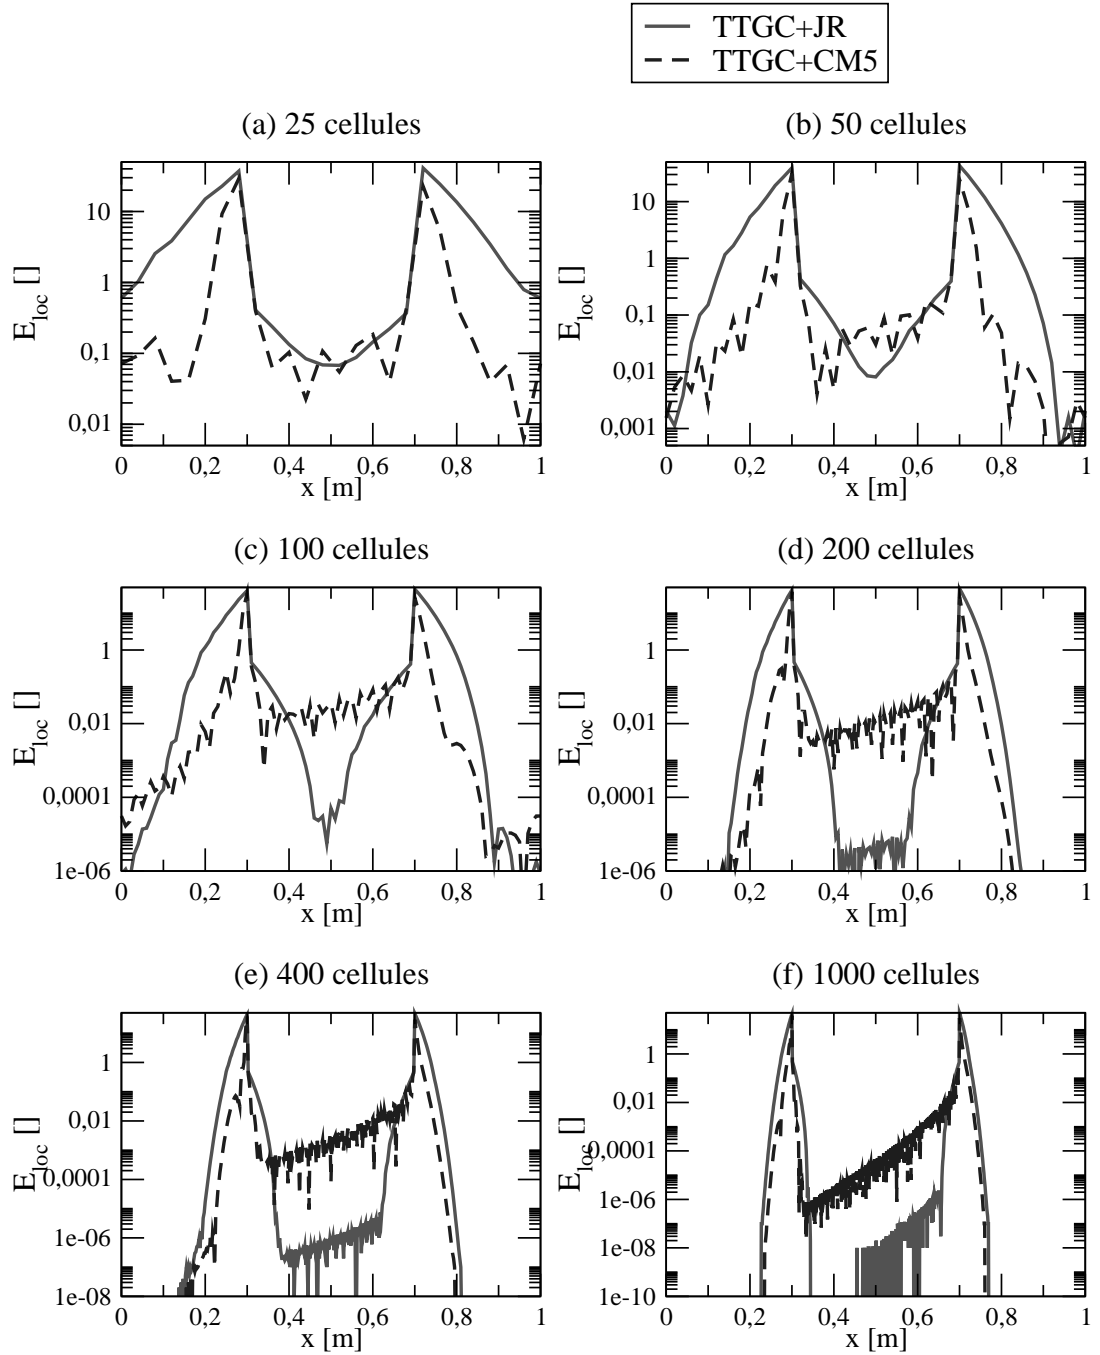 TTGC+JR
TTGC+CM5
(a) 25 cellules
10
1
0,1
0,01
E_loc []
0 0,2 0,4 0,6 0,8 1
x [m]
(b) 50 cellules
10
1
0,1
0,01
0,001
E_loc []
0 0,2 0,4 0,6 0,8 1
x [m]
(c) 100 cellules
1
0,01
0,0001
1e-06
E_loc []
0 0,2 0,4 0,6 0,8 1
x [m]
(d) 200 cellules
1
0,01
0,0001
1e-06
E_loc []
0 0,2 0,4 0,6 0,8 1
x [m]
(e) 400 cellules
1
0,01
0,0001
1e-06
1e-08
E_loc []
0 0,2 0,4 0,6 0,8 1
x [m]
(f) 1000 cellules
1
0,01
0,0001
1e-06
1e-08
1e-10
E_loc []
0 0,2 0,4 0,6 0,8 1
x [m]